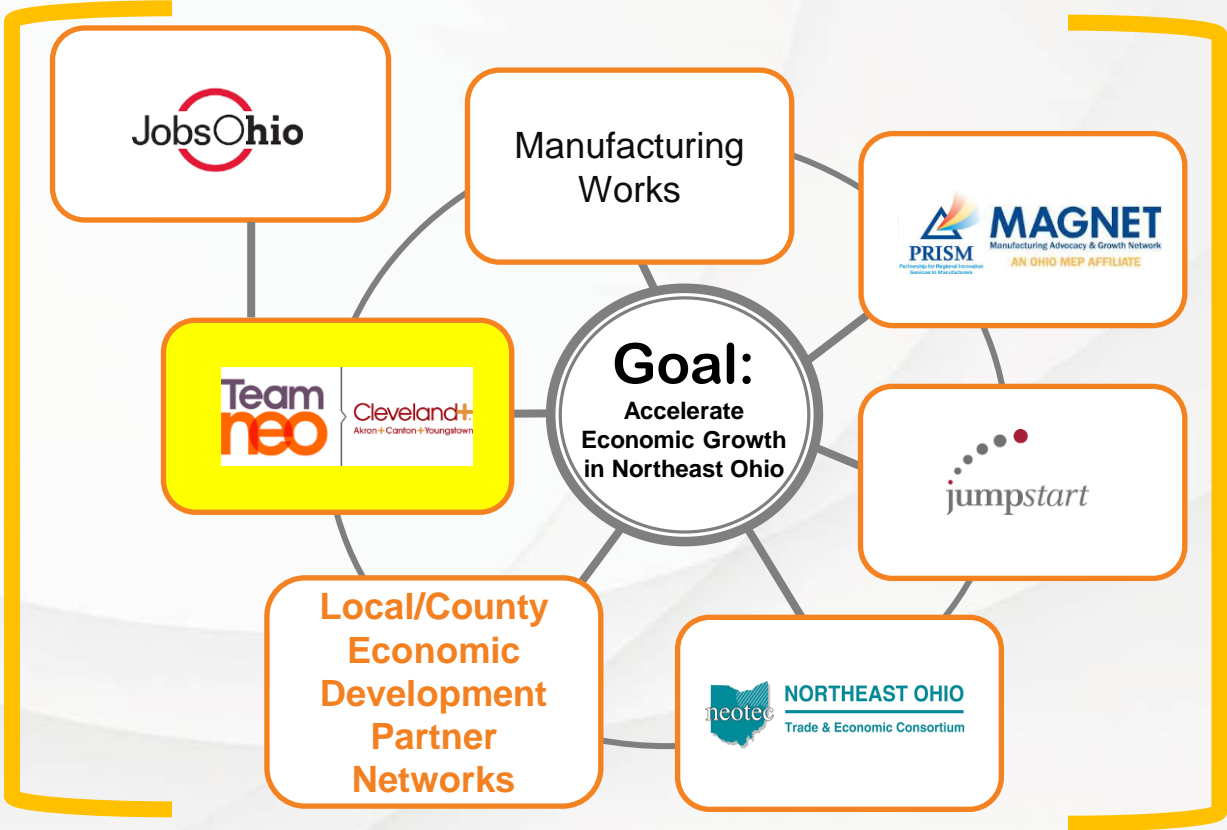 JobsOhio
Manufacturing
Works
PRISM
Partnership for Regional Innovation
Services to Manufacturers
MAGNET
Manufacturing Advocacy & Growth Network
AN OHIO MEP AFFILIATE
Team
neo
Cleveland+
Akron+Canton+Youngstown
Goal:
Accelerate
Economic Growth
in Northeast Ohio
jumpstart
Local/County
Economic
Development
Partner
Networks
neotec
NORTHEAST OHIO
Trade & Economic Consortium